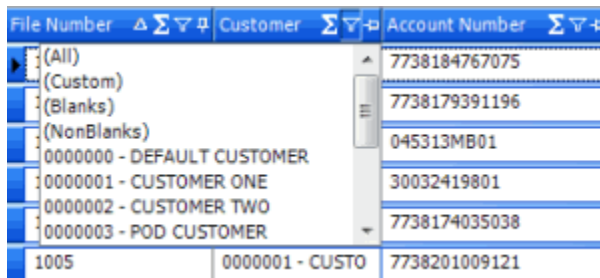 File Number Customer Account Number
(All)
7738184767075
(Custom)
(Blanks)
7738179391196
(NonBlanks)
045313MB01
0000000 - DEFAULT CUSTOMER
0000001 - CUSTOMER ONE
30032419801
0000002 - CUSTOMER TWO
0000003 - POD CUSTOMER
7738174035038
1005 0000001 - CUSTO 7738201009121